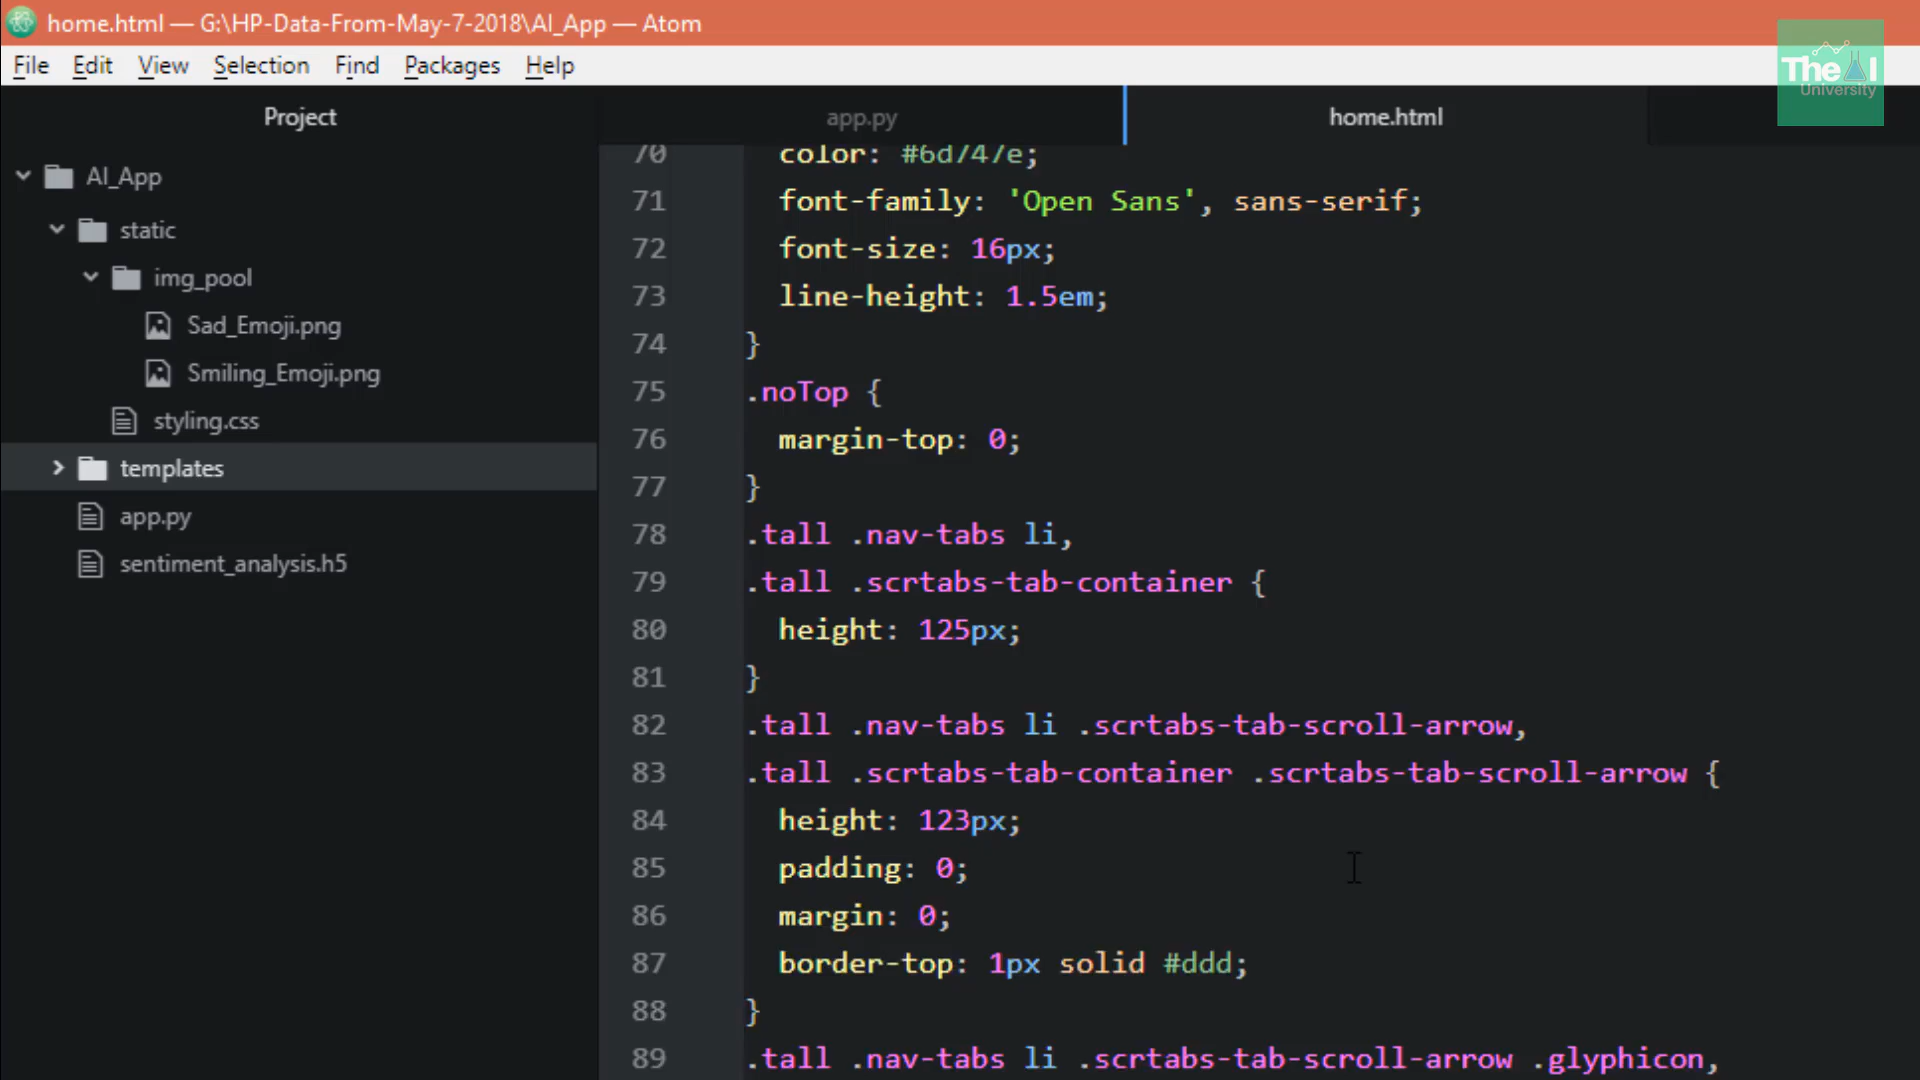 home.html — G:\HP-Data-From-May-7-2018\AI_App — Atom
File Edit View Selection Find Packages Help
The AI
University
Project
AI_App
static
img_pool
Sad_Emoji.png
Smiling_Emoji.png
styling.css
templates
app.py
sentiment_analysis.h5
app.py home.html
70 color: #6d747e;
71 font-family: 'Open Sans', sans-serif;
72 font-size: 16px;
73 line-height: 1.5em;
74 }
75 .noTop {
76 margin-top: 0;
77 }
78 .tall .nav-tabs li,
79 .tall .scrtabs-tab-container {
80 height: 125px;
81 }
82 .tall .nav-tabs li .scrtabs-tab-scroll-arrow,
83 .tall .scrtabs-tab-container .scrtabs-tab-scroll-arrow {
84 height: 123px;
85 padding: 0;
86 margin: 0;
87 border-top: 1px solid #ddd;
88 }
89 .tall .nav-tabs li .scrtabs-tab-scroll-arrow .glyphicon,